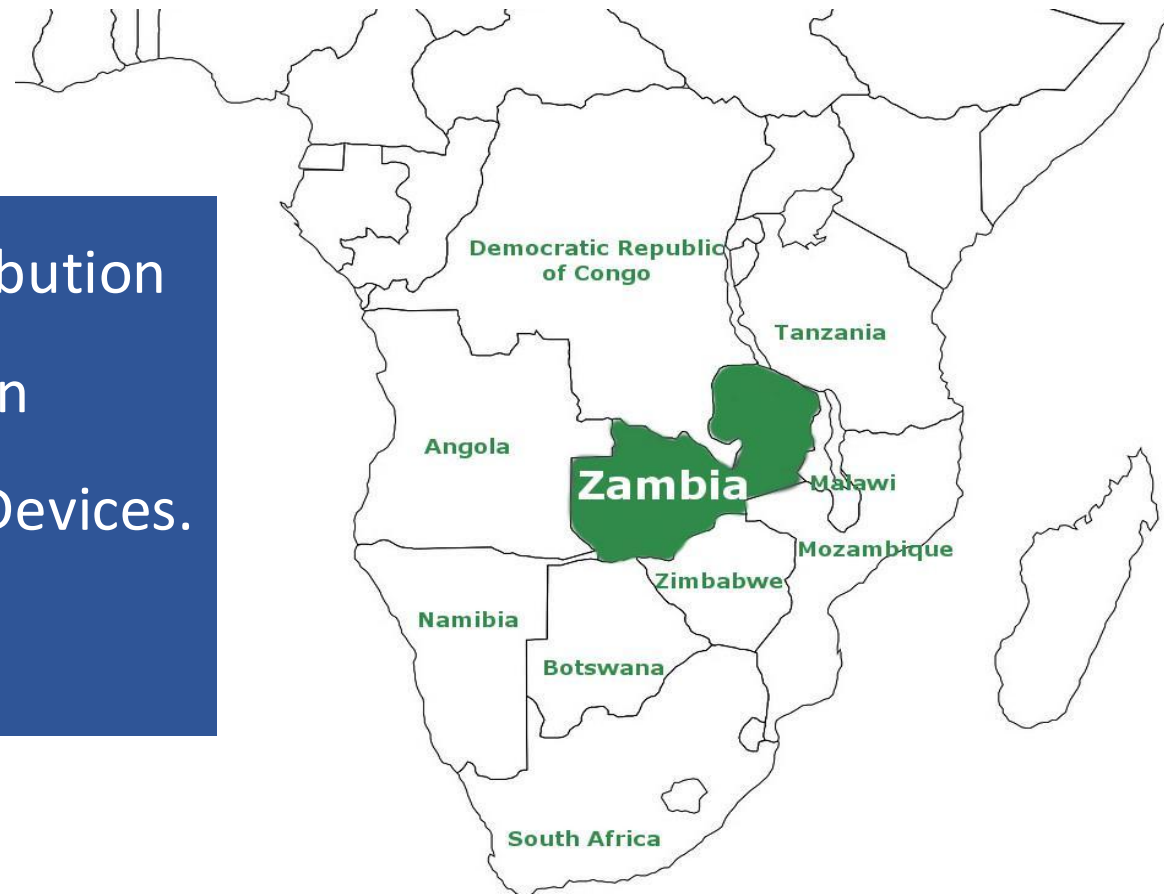 bution
n
Devices.
Democratic Republic
of Congo
Tanzania
Angola
Zambia
Malawi
Mozambique
Zimbabwe
Namibia
Botswana
South Africa